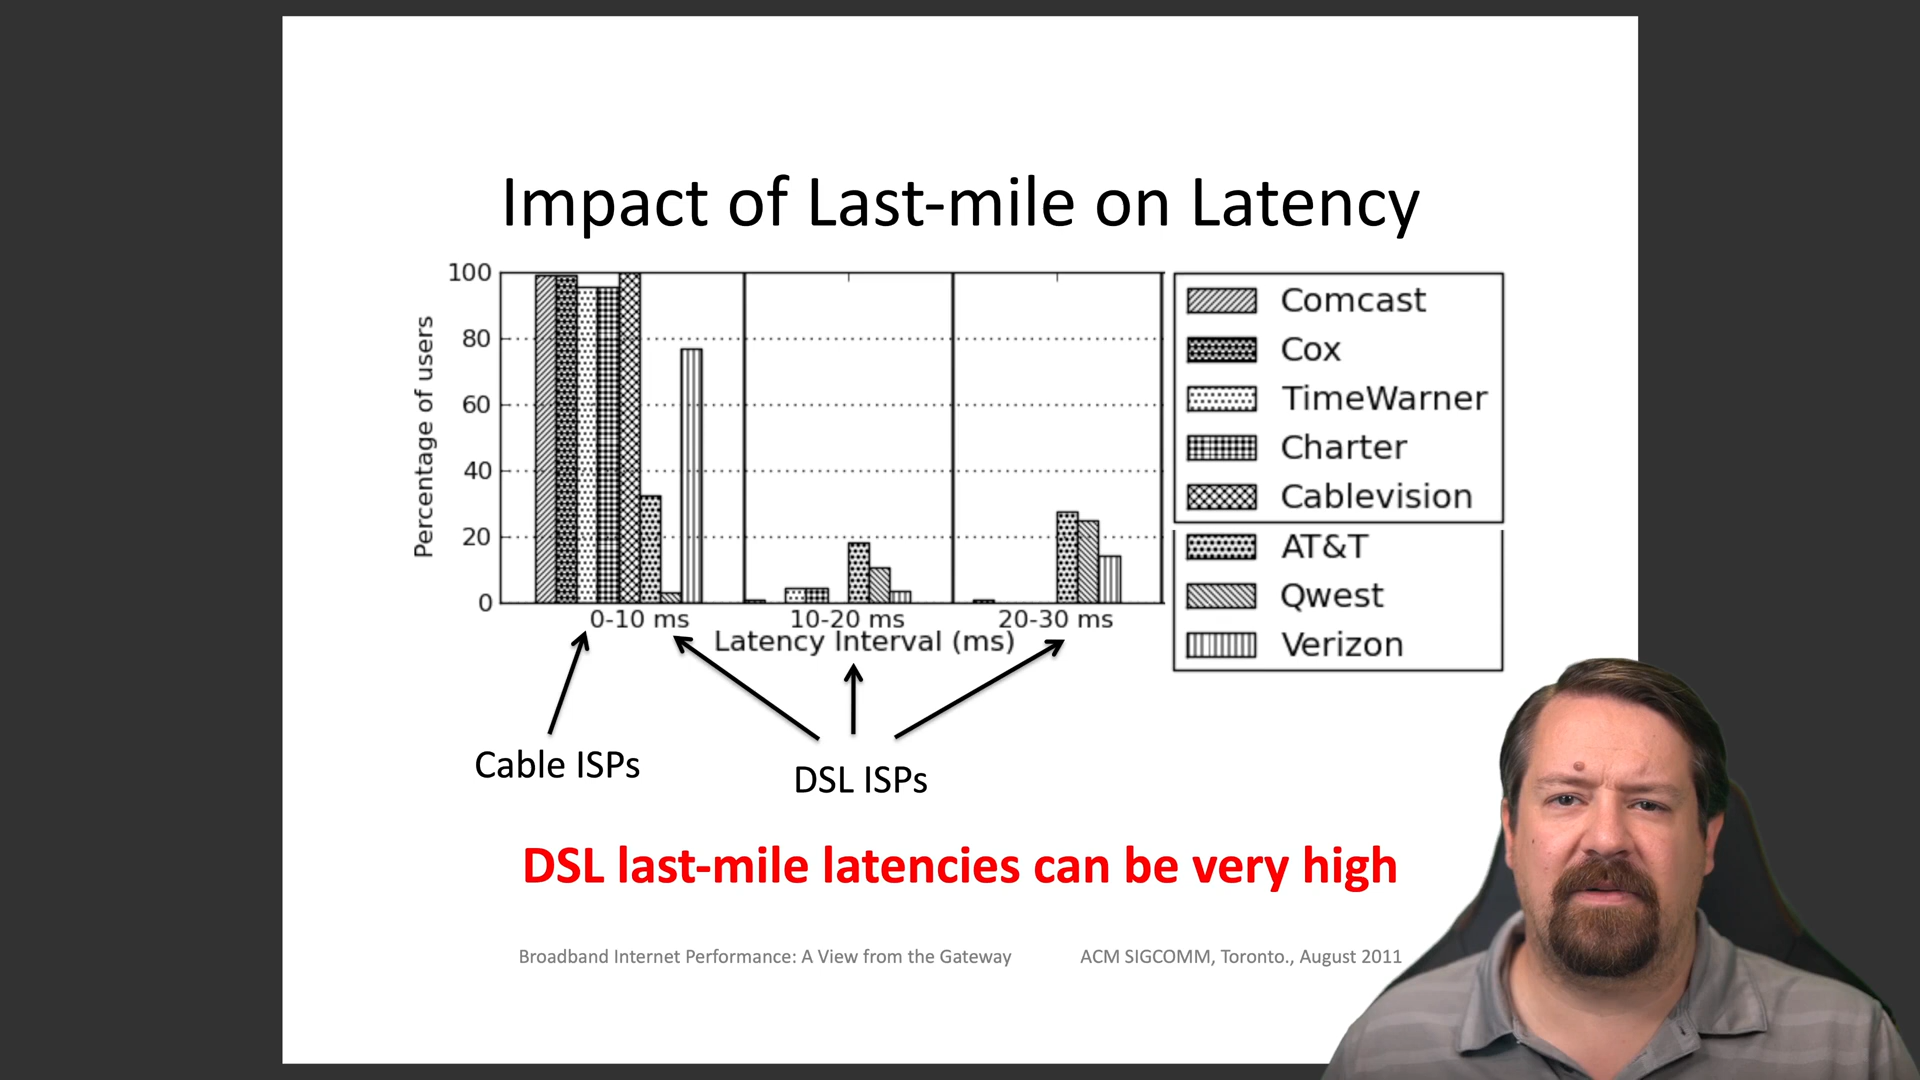 Impact of Last-mile on Latency
Percentage of users
100
80
60
40
20
0
0-10 ms
10-20 ms
20-30 ms
Latency Interval (ms)
Comcast
Cox
TimeWarner
Charter
Cablevision
AT&T
Qwest
Verizon
Cable ISPs
DSL ISPs
DSL last-mile latencies can be very high
Broadband Internet Performance: A View from the Gateway
ACM SIGCOMM, Toronto., August 2011